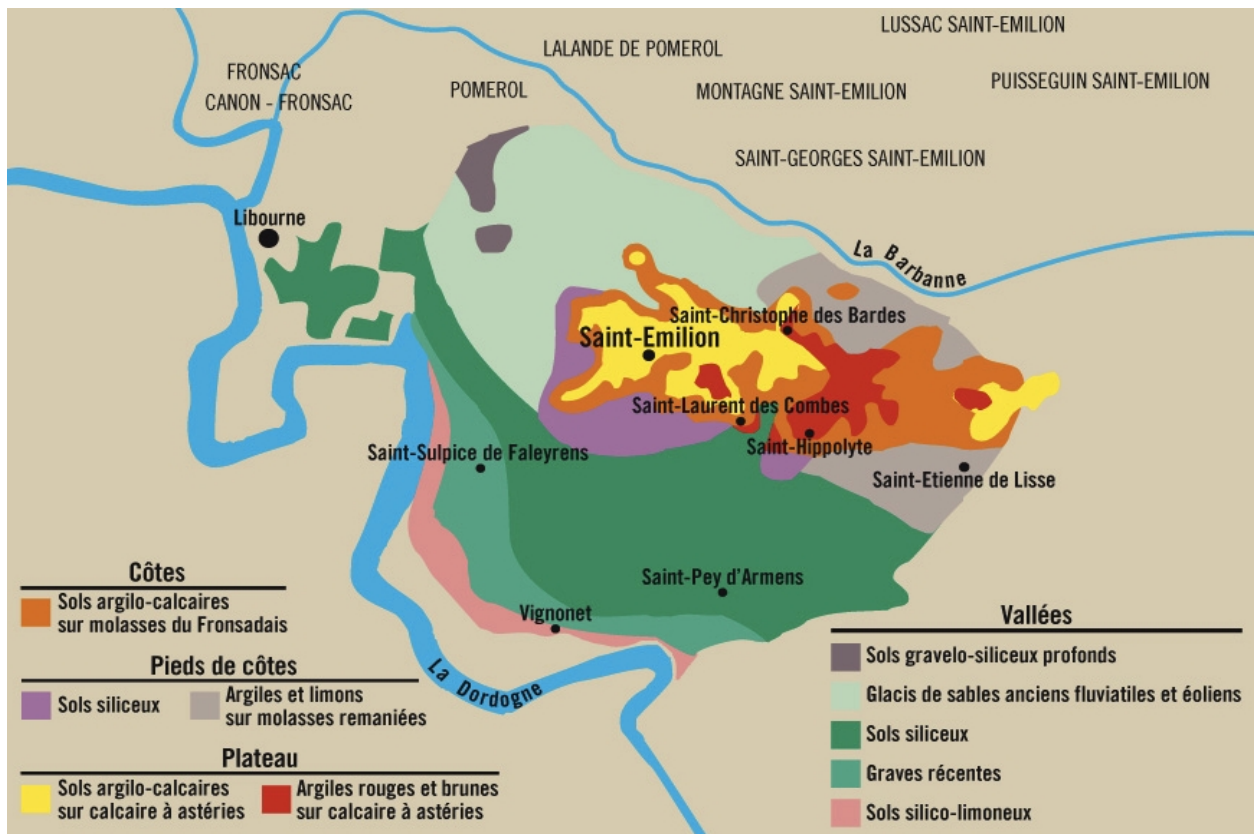 LUSSAC SAINT-EMILION
LALANDE DE POMEROL
FRONSAC
CANON - FRONSAC
POMEROL
MONTAGNE SAINT-EMILION
PUISSEGUIN SAINT-EMILION
SAINT-GEORGES SAINT-EMILION
Libourne
La Barbanne
Saint-Christophe des Bardes
Saint-Emilion
Saint-Laurent des Combes
Saint-Hippolyte
Saint-Sulpice de Faleyrens
Saint-Etienne de Lisse
Saint-Pey d'Armens
Vignonet
La Dordogne
Côtes
Sols argilo-calcaires
sur molasses du Fronsadais
Pieds de côtes
Sols siliceux
Argiles et limons
sur molasses remaniées
Plateau
Sols argilo-calcaires
sur calcaire à astéries
Argiles rouges et brunes
sur calcaire à astéries
Vallées
Sols gravelo-siliceux profonds
Glacis de sables anciens fluviatiles et éoliens
Sols siliceux
Graves récentes
Sols silico-limoneux